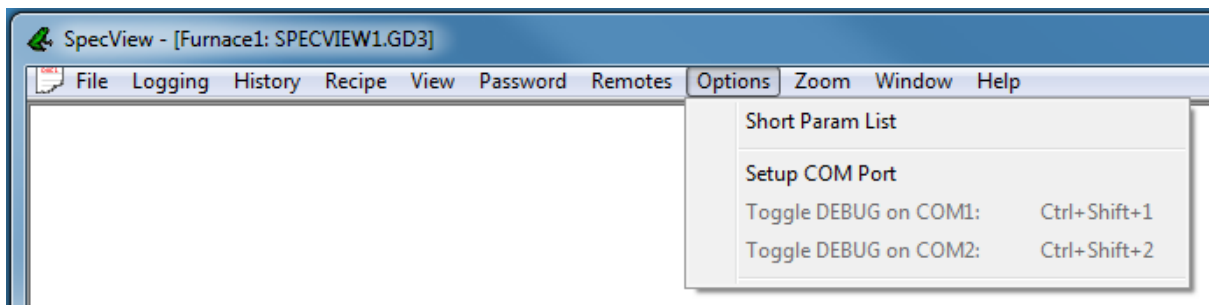 SpecView - [Furnace1: SPECVIEW1.GD3]
File Logging History Recipe View Password Remotes Options Zoom Window Help
Short Param List
Setup COM Port
Toggle DEBUG on COM1: Ctrl+Shift+1
Toggle DEBUG on COM2: Ctrl+Shift+2